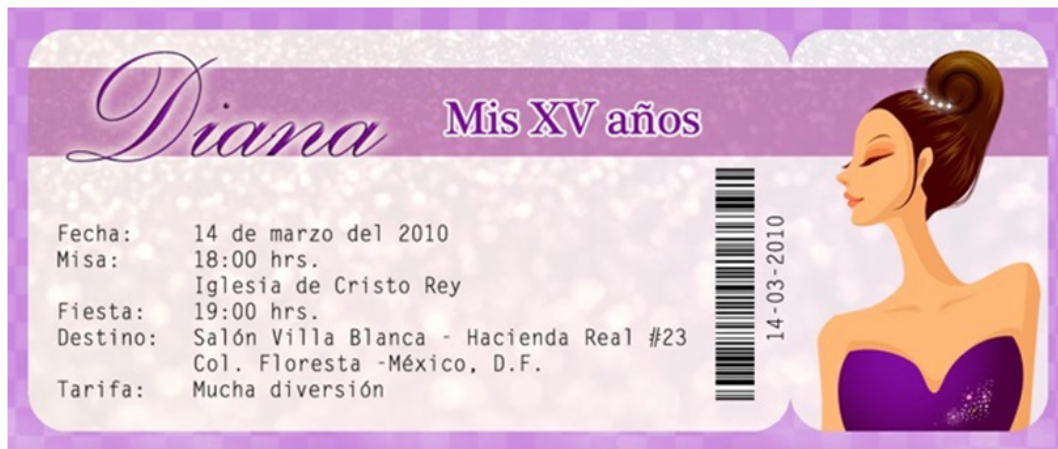 Diana
Mis XV años
Fecha: 14 de marzo del 2010
Misa: 18:00 hrs.
Iglesia de Cristo Rey
Fiesta: 19:00 hrs.
Destino: Salón Villa Blanca - Hacienda Real #23
Col. Floresta -México, D.F.
Tarifa: Mucha diversión
14-03-2010